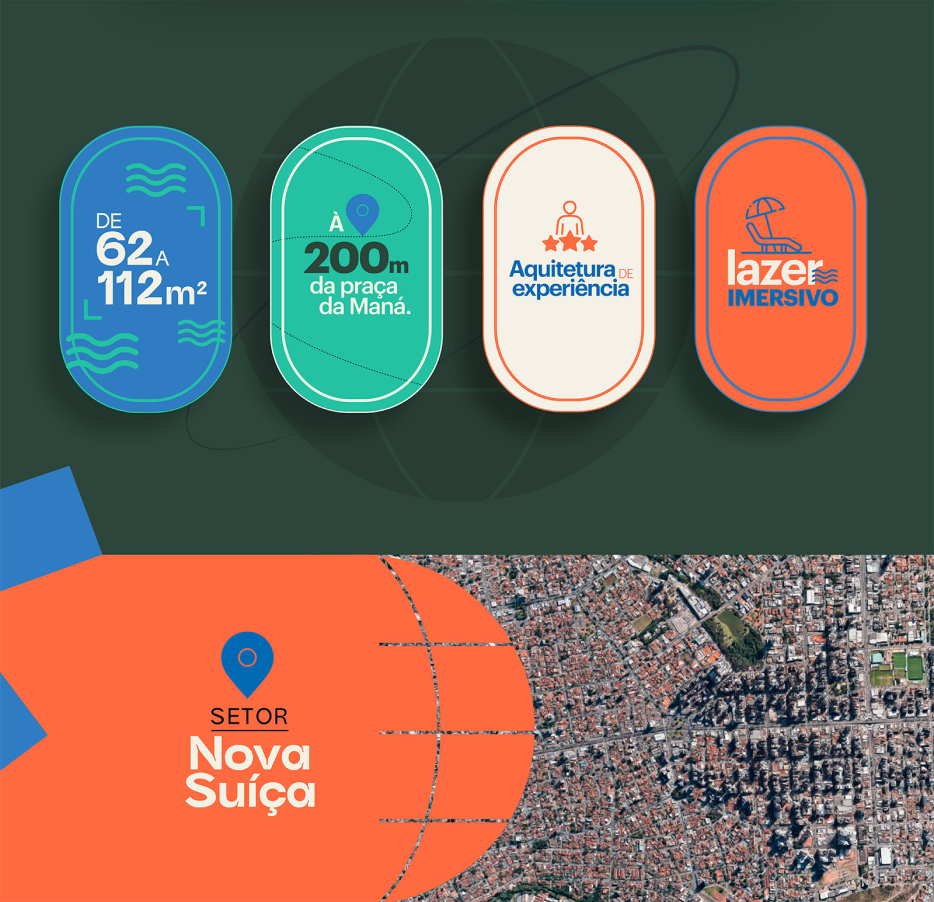 DE
62 A
112m²
À
200m
da praça
da Maná.
Aquitetura DE
experiência
lazer
IMERSIVO
SETOR
Nova
Suíça